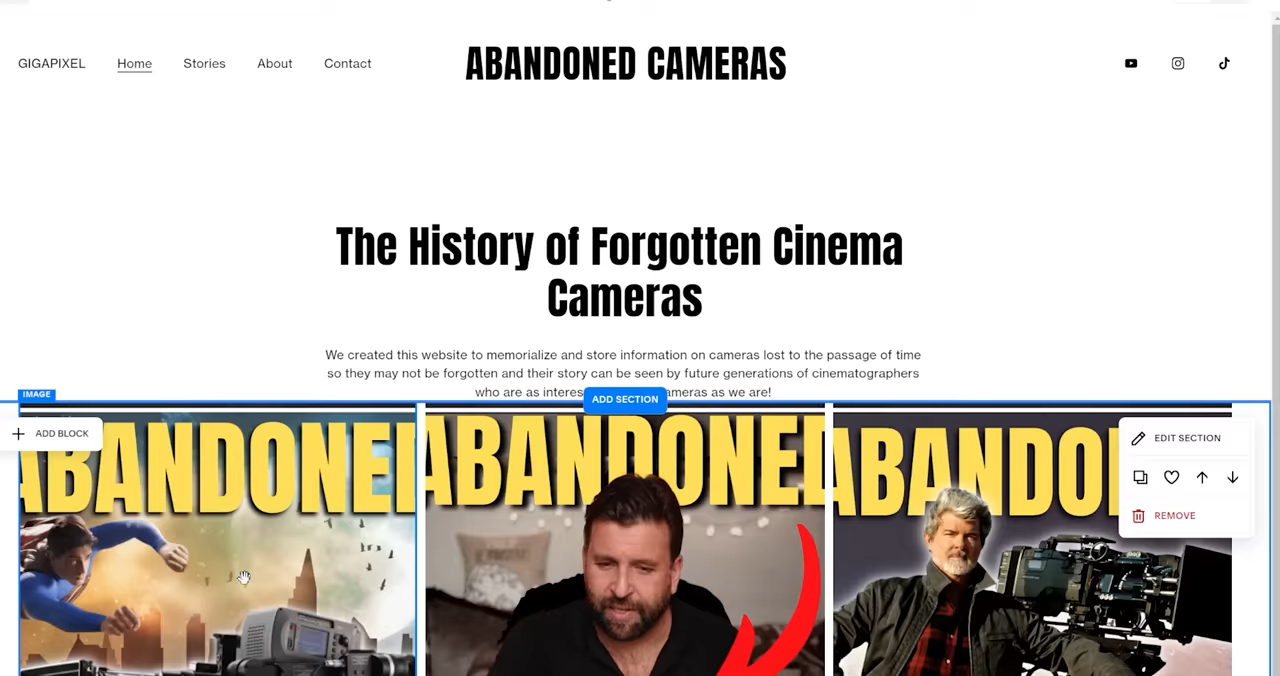 GIGAPIXEL Home Stories About Contact
ABANDONED CAMERAS
The History of Forgotten Cinema
Cameras
We created this website to memorialize and store information on cameras lost to the passage of time
so they may not be forgotten and their story can be seen by future generations of cinematographers
who are as ameras as we are!
IMAGE
ADD SECTION
ADD BLOCK
EDIT SECTION
REMOVE
ABANDONE
ABANDONED
ABANDO